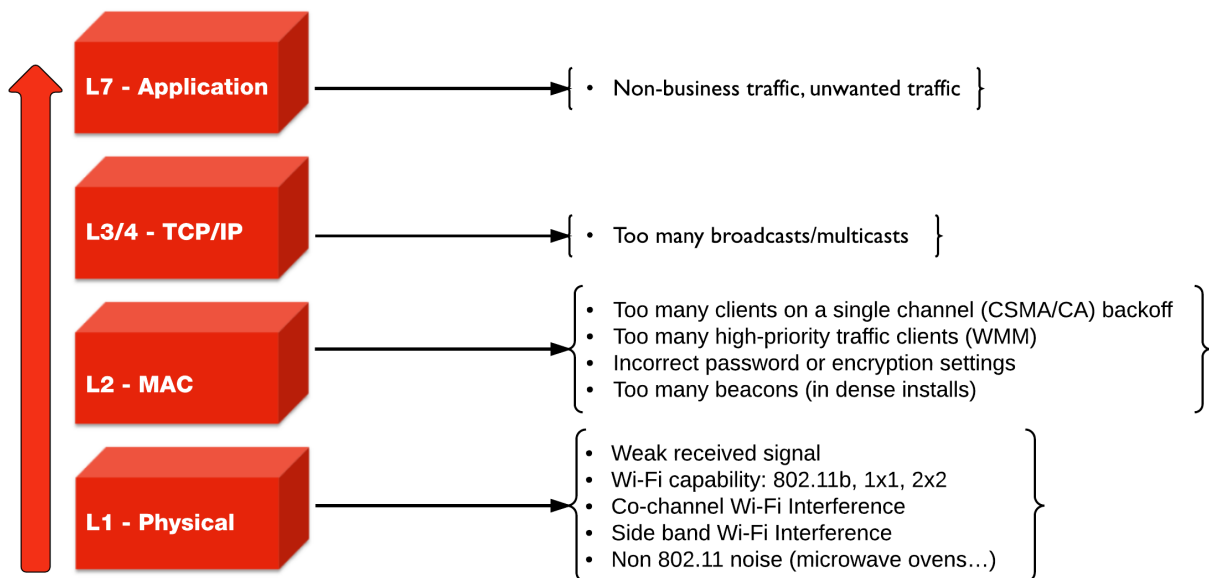 L7 - Application
• Non-business traffic, unwanted traffic
L3/4 - TCP/IP
• Too many broadcasts/multicasts
L2 - MAC
• Too many clients on a single channel (CSMA/CA) backoff
• Too many high-priority traffic clients (WMM)
• Incorrect password or encryption settings
• Too many beacons (in dense installs)
L1 - Physical
• Weak received signal
• Wi-Fi capability: 802.11b, 1x1, 2x2
• Co-channel Wi-Fi Interference
• Side band Wi-Fi Interference
• Non 802.11 noise (microwave ovens…)